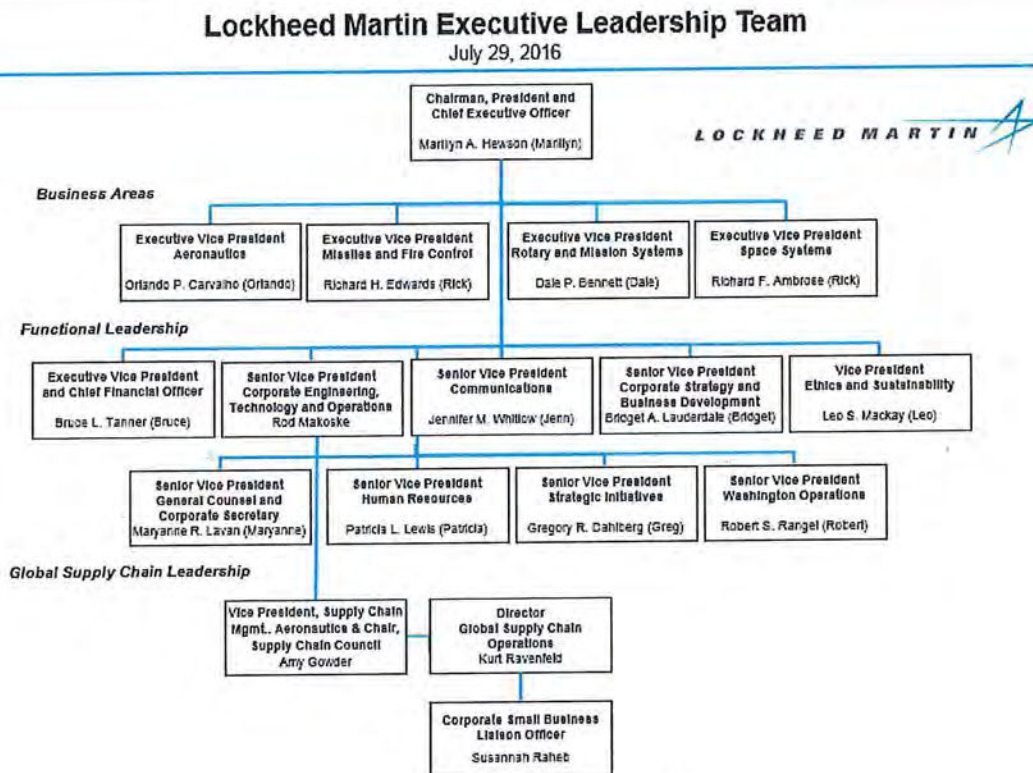 Lockheed Martin Executive Leadership Team
July 29, 2016
Chairman, President and
Chief Executive Officer
Marilyn A. Hewson (Marilyn)
LOCKHEED MARTIN
Business Areas
Executive Vice President
Aeronautics
Orlando P. Carvalho (Orlando)
Executive Vice President
Missiles and Fire Control
Richard H. Edwards (Rick)
Executive Vice President
Rotary and Mission Systems
Dale P. Bennett (Dale)
Executive Vice President
Space Systems
Richard F. Ambrose (Rick)
Functional Leadership
Executive Vice President
and Chief Financial Officer
Bruce L. Tanner (Bruce)
Senior Vice President
Corporate Engineering,
Technology and Operations
Rod Makoske
Senior Vice President
Communications
Jennifer M. Whitlow (Jenn)
Senior Vice President
Corporate Strategy and
Business Development
Bridget A. Lauderdale (Bridget)
Vice President
Ethics and Sustainability
Leo S. Mackay (Leo)
Senior Vice President
General Counsel and
Corporate Secretary
Maryanne R. Lavan (Maryanne)
Senior Vice President
Human Resources
Patricia L. Lewis (Patricia)
Senior Vice President
Strategic Initiatives
Gregory R. Dahlberg (Greg)
Senior Vice President
Washington Operations
Robert S. Rangel (Robert)
Global Supply Chain Leadership
Vice President, Supply Chain
Mgmt., Aeronautics & Chair,
Supply Chain Council
Amy Gowder
Director
Global Supply Chain
Operations
Kurt Ravenfeld
Corporate Small Business
Liaison Officer
Susannah Raheb